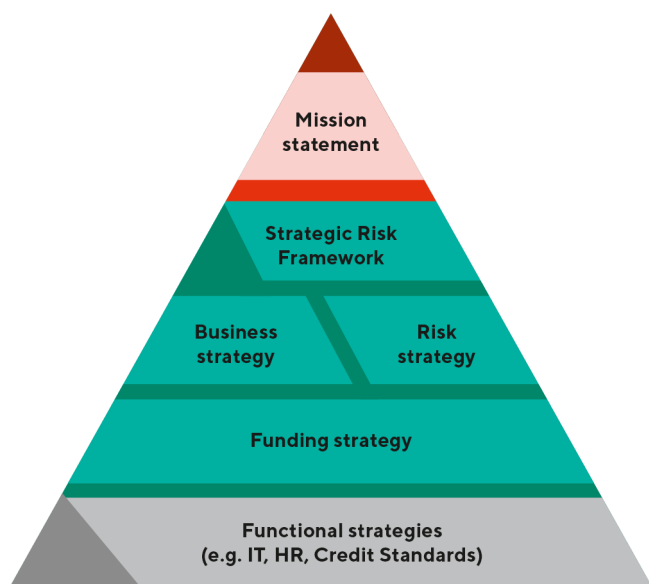 Mission
statement
Strategic Risk
Framework
Business
strategy
Risk
strategy
Funding strategy
Functional strategies
(e.g. IT, HR, Credit Standards)